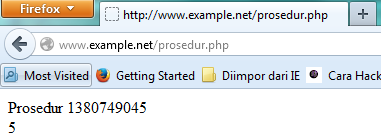 Firefox
http://www.example.net/prosedur.php
www.example.net/prosedur.php
Most Visited Getting Started Diimpor dari IE Cara Hack
Prosedur 1380749045
5